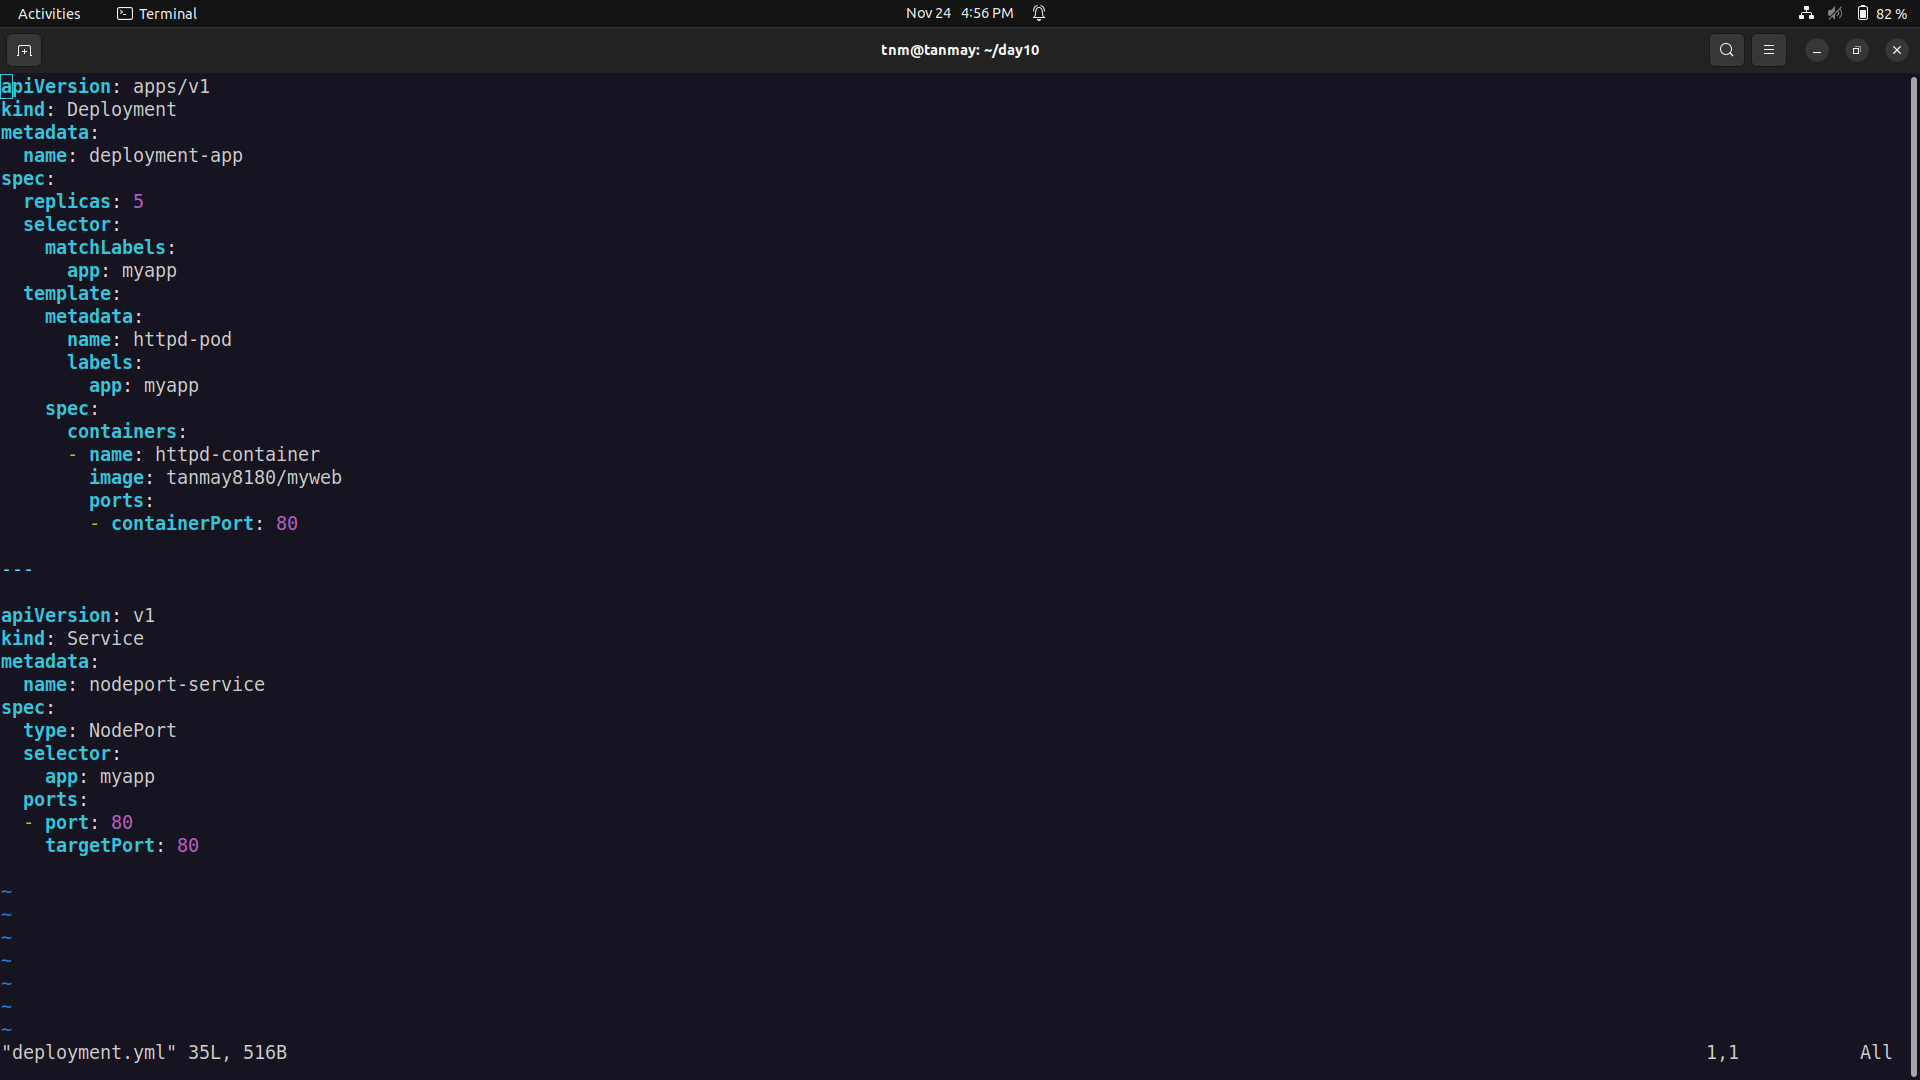 Activities Terminal Nov 24 4:56 PM 82 %
tnm@tanmay: ~/day10
apiVersion: apps/v1
kind: Deployment
metadata:
  name: deployment-app
spec:
  replicas: 5
  selector:
    matchLabels:
      app: myapp
  template:
    metadata:
      name: httpd-pod
      labels:
        app: myapp
    spec:
      containers:
      - name: httpd-container
        image: tanmay8180/myweb
        ports:
        - containerPort: 80

---

apiVersion: v1
kind: Service
metadata:
  name: nodeport-service
spec:
  type: NodePort
  selector:
    app: myapp
  ports:
  - port: 80
    targetPort: 80

~
~
~
~
~
~
~
"deployment.yml" 35L, 516B 1,1 All